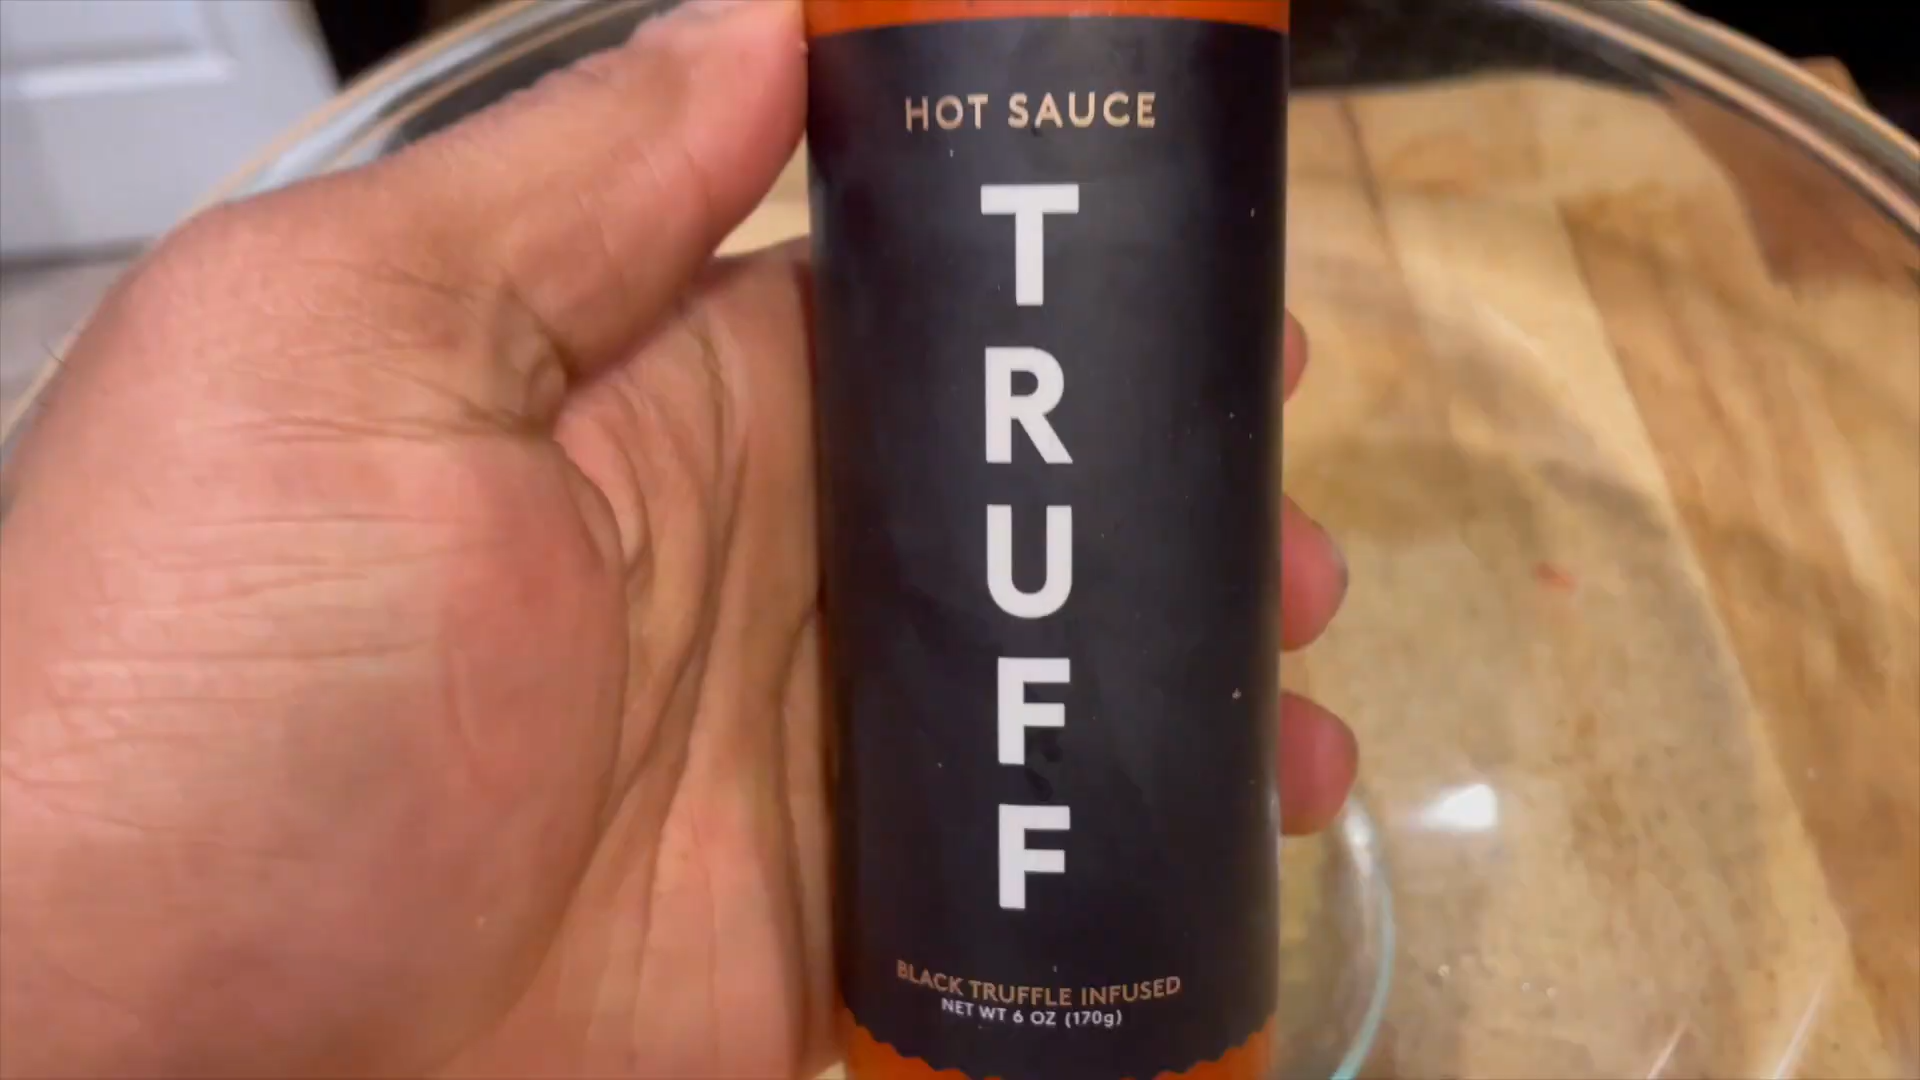 HOT SAUCE
TRUFF
BLACK TRUFFLE INFUSED
NET WT 6 OZ (170g)